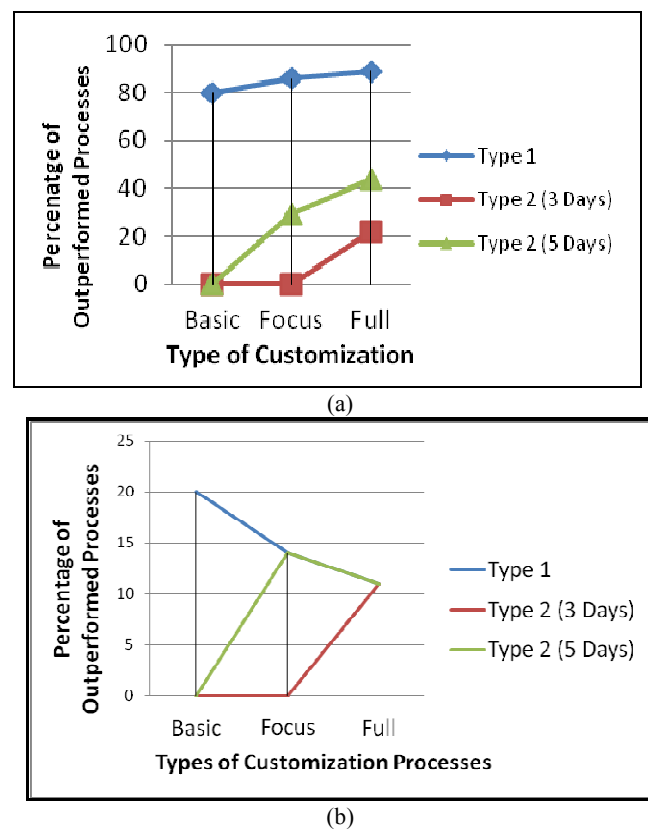 100
80
60
40
20
0
Percenatge of
Outperformed Processes
Basic Focus Full
Type of Customization
Type 1
Type 2 (3 Days)
Type 2 (5 Days)
(a)
25
20
15
10
5
0
Percentage of
Outperformed Processes
Basic Focus Full
Types of Customization Processes
Type 1
Type 2 (3 Days)
Type 2 (5 Days)
(b)